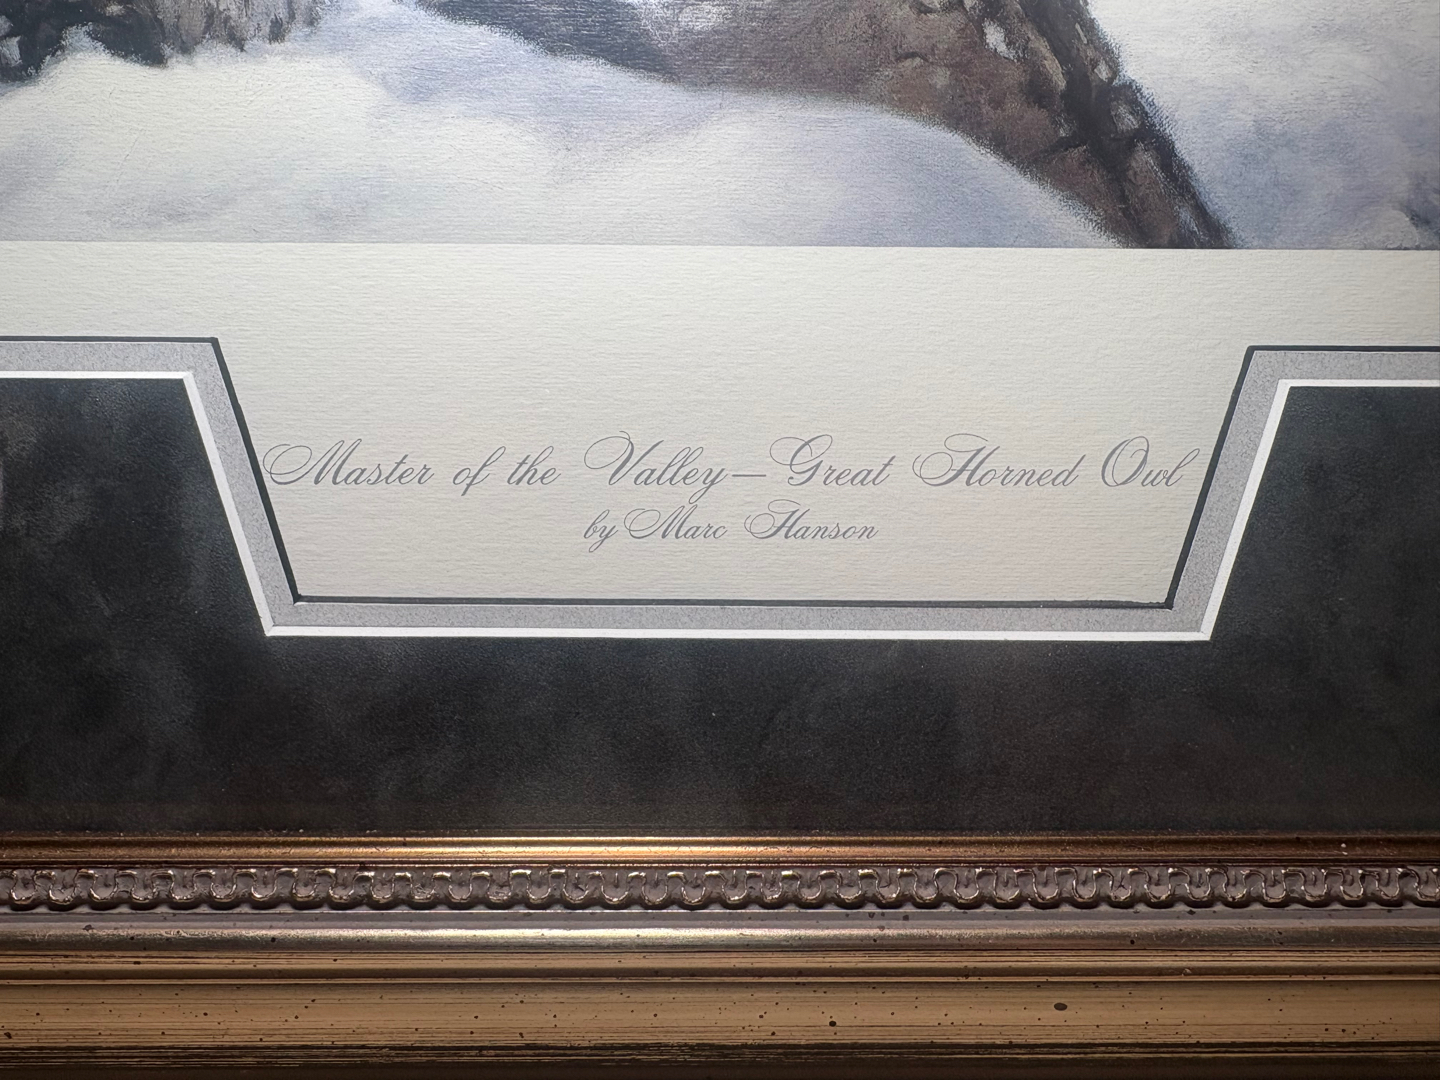 Master of the Valley—Great Horned Owl
by Marc Hanson